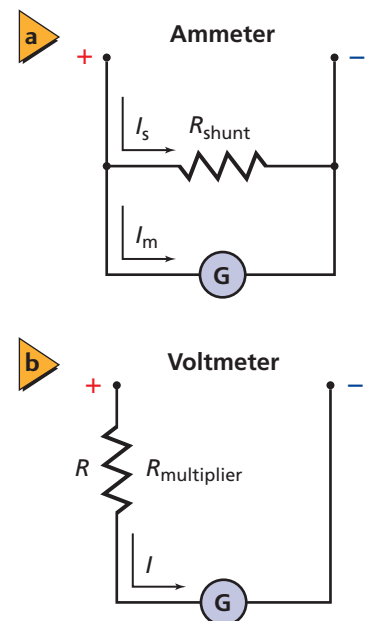 a
Ammeter
+ −
Is Rshunt
Im
G
b
Voltmeter
+ −
R Rmultiplier
I
G